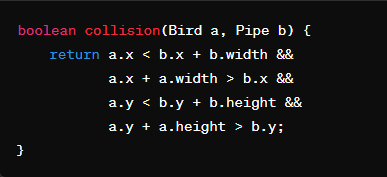 boolean collision(Bird a, Pipe b) {
    return a.x < b.x + b.width &&
           a.x + a.width > b.x &&
           a.y < b.y + b.height &&
           a.y + a.height > b.y;
}